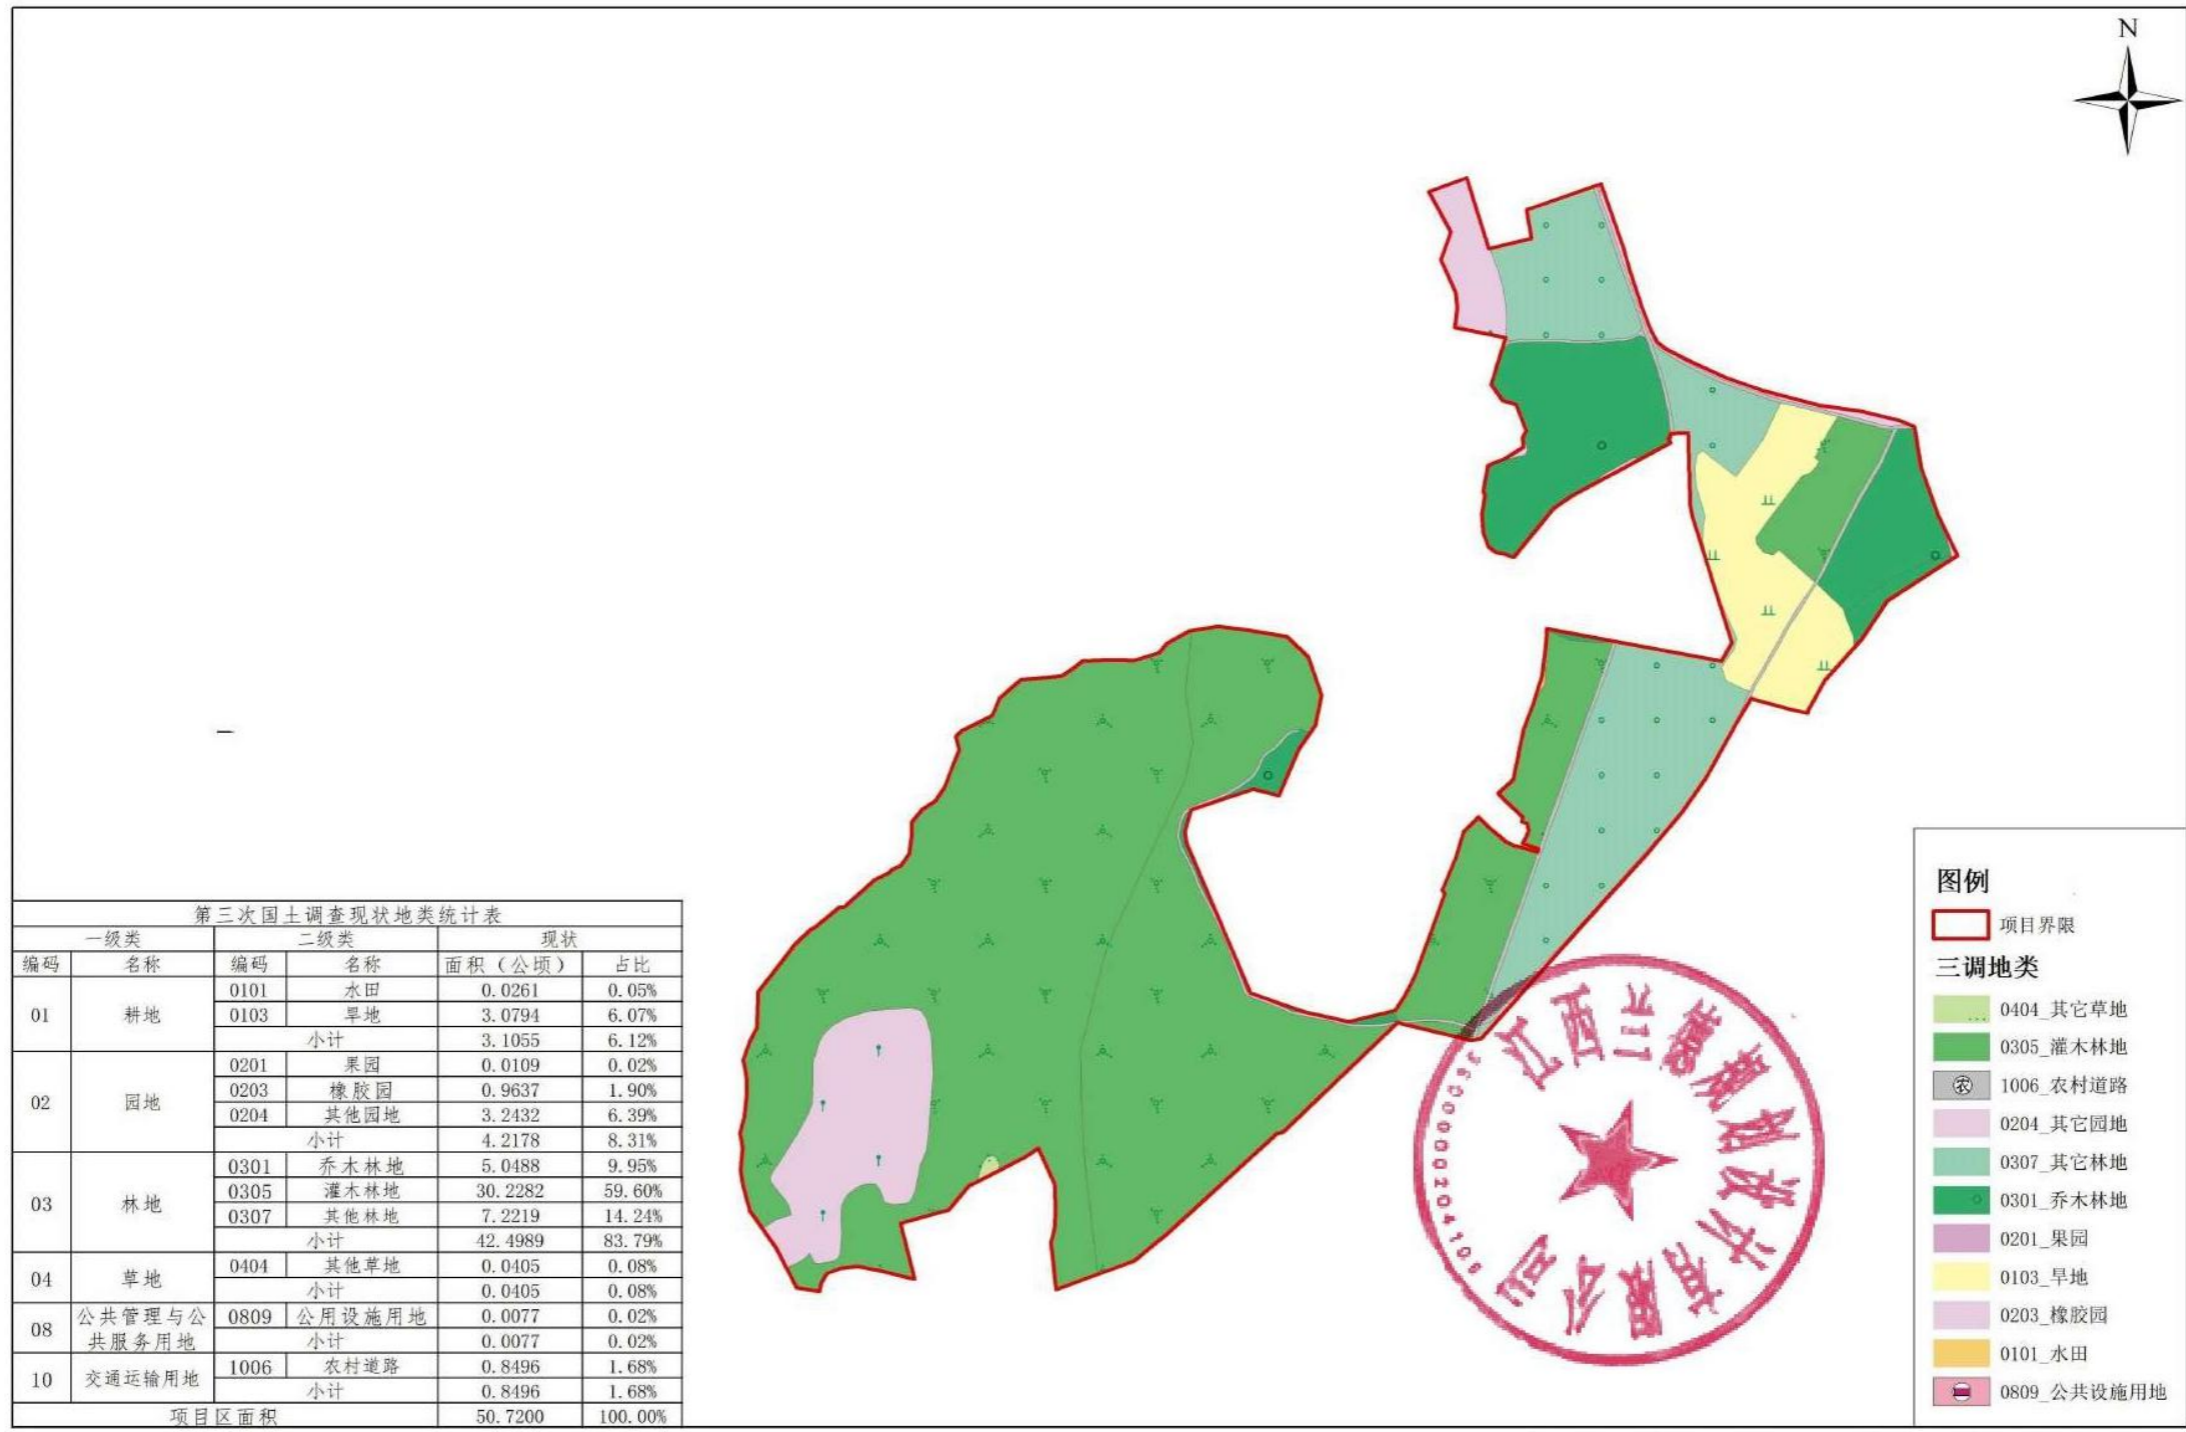 N
第三次国土调查现状地类统计表
一级类 二级类 现状
编码 名称 编码 名称 面积（公顷） 占比
01 耕地 0101 水田 0.0261 0.05%
0103 旱地 3.0794 6.07%
小计 3.1055 6.12%
02 园地 0201 果园 0.0109 0.02%
0203 橡胶园 0.9637 1.90%
0204 其他园地 3.2432 6.39%
小计 4.2178 8.31%
03 林地 0301 乔木林地 5.0488 9.95%
0305 灌木林地 30.2282 59.60%
0307 其他林地 7.2219 14.24%
小计 42.4989 83.79%
04 草地 0404 其他草地 0.0405 0.08%
小计 0.0405 0.08%
08 公共管理与公共服务用地 0809 公用设施用地 0.0077 0.02%
小计 0.0077 0.02%
10 交通运输用地 1006 农村道路 0.8496 1.68%
小计 0.8496 1.68%
项目区面积 50.7200 100.00%
图例
项目界限
三调地类
0404_其它草地
0305_灌木林地
农 1006_农村道路
0204_其它园地
0307_其它林地
0301_乔木林地
0201_果园
0103_旱地
0203_橡胶园
0101_水田
0809_公共设施用地
江西
有限公司